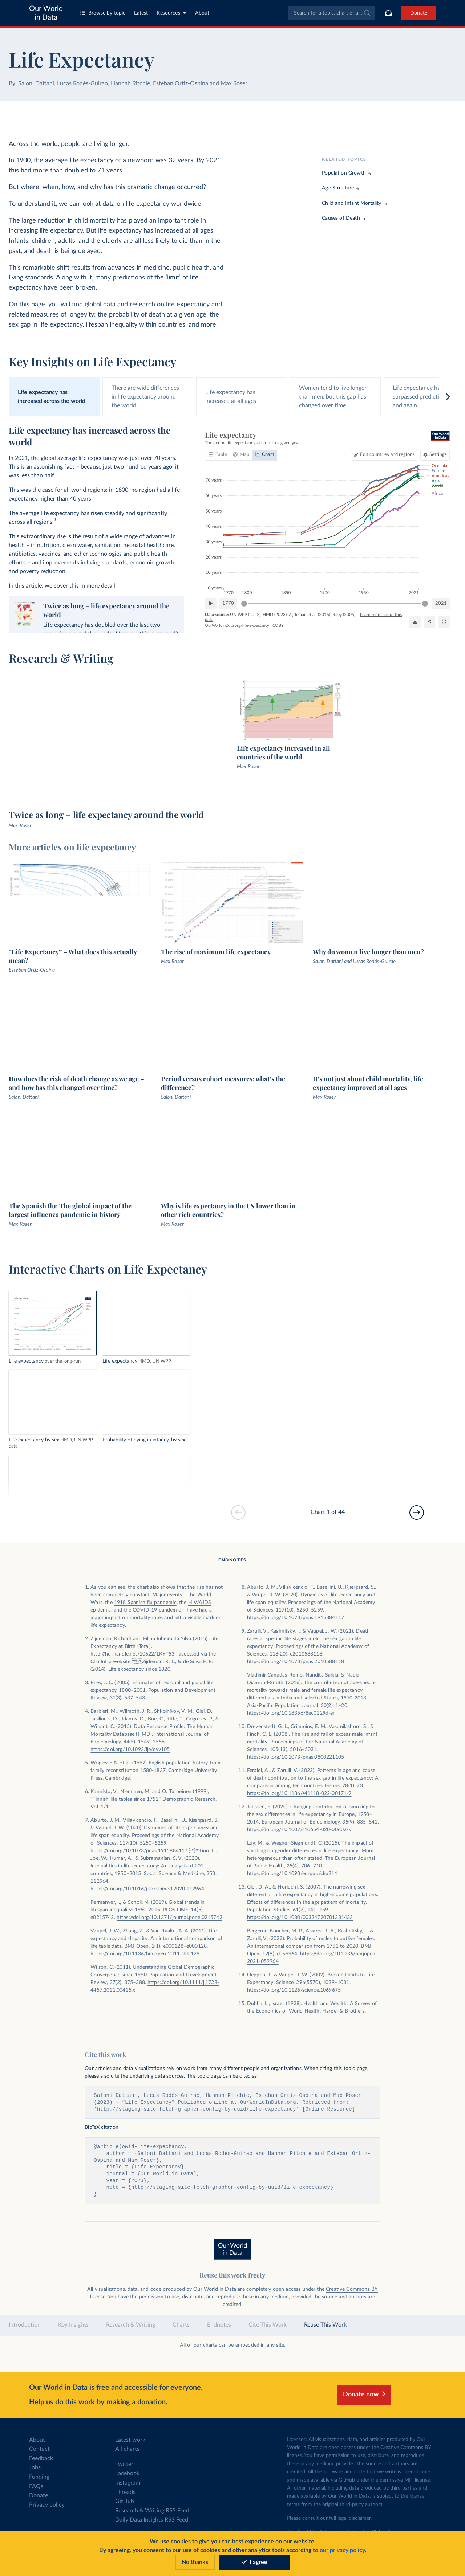 Our World
in Data
Browse by topic
Latest
Resources
About
Search for a topic, chart or a...
Donate
Life Expectancy
By: Saloni Dattani, Lucas Rodés-Guirao, Hannah Ritchie, Esteban Ortiz-Ospina and Max Roser
Across the world, people are living longer.
In 1900, the average life expectancy of a newborn was 32 years. By 2021
this had more than doubled to 71 years.
But where, when, how, and why has this dramatic change occurred?
To understand it, we can look at data on life expectancy worldwide.
The large reduction in child mortality has played an important role in
increasing life expectancy. But life expectancy has increased at all ages.
Infants, children, adults, and the elderly are all less likely to die than in the
past, and death is being delayed.
This remarkable shift results from advances in medicine, public health, and
living standards. Along with it, many predictions of the 'limit' of life
expectancy have been broken.
On this page, you will find global data and research on life expectancy and
related measures of longevity: the probability of death at a given age, the
sex gap in life expectancy, lifespan inequality within countries, and more.
RELATED TOPICS
Population Growth →
Age Structure →
Child and Infant Mortality →
Causes of Death →
Key Insights on Life Expectancy
Life expectancy has
increased across the world
There are wide differences
in life expectancy around
the world
Life expectancy has
increased at all ages
Women tend to live longer
than men, but this gap has
changed over time
Life expectancy ha
surpassed predicti
and again
Life expectancy has increased across the
world
In 2021, the global average life expectancy was just over 70 years.
This is an astonishing fact – because just two hundred years ago, it
was less than half.
This was the case for all world regions: in 1800, no region had a life
expectancy higher than 40 years.
The average life expectancy has risen steadily and significantly
across all regions.
This extraordinary rise is the result of a wide range of advances in
health – in nutrition, clean water, sanitation, neonatal healthcare,
antibiotics, vaccines, and other technologies and public health
efforts – and improvements in living standards, economic growth,
and poverty reduction.
In this article, we cover this in more detail:
Twice as long – life expectancy around the
world
Life expectancy has doubled over the last two
centuries around the world. How has this happened?
Life expectancy
The period life expectancy at birth, in a given year.
Our World
in Data
Table
Map
Chart
Edit countries and regions
Settings
70 years
60 years
50 years
40 years
30 years
20 years
10 years
0 years
1770
1800
1850
1900
1950
2021
Oceania
Europe
Americas
Asia
World
Africa
1770
2021
Data source: UN WPP (2022); HMD (2023); Zijdeman et al. (2015); Riley (2005) – Learn more about this
data
OurWorldInData.org/life-expectancy | CC BY
Research & Writing
Life expectancy increased in all
countries of the world
Max Roser
Twice as long – life expectancy around the world
Max Roser
More articles on life expectancy
"Life Expectancy" – What does this actually
mean?
Esteban Ortiz-Ospina
The rise of maximum life expectancy
Max Roser
Why do women live longer than men?
Saloni Dattani and Lucas Rodés-Guirao
How does the risk of death change as we age –
and how has this changed over time?
Saloni Dattani
Period versus cohort measures: what's the
difference?
Saloni Dattani
It's not just about child mortality, life
expectancy improved at all ages
Max Roser
The Spanish flu: The global impact of the
largest influenza pandemic in history
Max Roser
Why is life expectancy in the US lower than in
other rich countries?
Max Roser
Interactive Charts on Life Expectancy
Life expectancy over the long-run
Life expectancy HMD, UN WPP
Life expectancy by sex HMD, UN WPP
data
Probability of dying in infancy, by sex
Chart 1 of 44
ENDNOTES
1. As you can see, the chart also shows that the rise has not
been completely constant. Major events – the World
Wars, the 1918 Spanish flu pandemic, the HIV/AIDS
epidemic, and the COVID-19 pandemic – have had a
major impact on mortality rates and left a visible mark on
life expectancy.
2. Zijdeman, Richard and Filipa Ribeira da Silva (2015). Life
Expectancy at Birth (Total).
http://hdl.handle.net/10622/LKYT53 , accessed via the
Clio Infra website. Zijdeman, R. L., & de Silva, F. R.
(2014). Life expectancy since 1820.
3. Riley, J. C. (2005). Estimates of regional and global life
expectancy, 1800–2001. Population and Development
Review, 31(3), 537–543.
4. Barbieri, M., Wilmoth, J. R., Shkolnikov, V. M., Glei, D.,
Jasilionis, D., Jdanov, D., Boe, C., Riffe, T., Grigoriev, P., &
Winant, C. (2015). Data Resource Profile: The Human
Mortality Database (HMD). International Journal of
Epidemiology, 44(5), 1549–1556.
https://doi.org/10.1093/ije/dyv105
5. Wrigley E.A. et al. (1997) English population history from
family reconstitution 1580-1837, Cambridge University
Press, Cambridge.
6. Kannisto, V., Nieminen, M. and O. Turpeinen (1999),
"Finnish life tables since 1751," Demographic Research,
Vol. 1/1.
7. Aburto, J. M., Villavicencio, F., Basellini, U., Kjærgaard, S.,
& Vaupel, J. W. (2020). Dynamics of life expectancy and
life span equality. Proceedings of the National Academy
of Sciences, 117(10), 5250–5259.
https://doi.org/10.1073/pnas.1915884117 Liou, L.,
Joe, W., Kumar, A., & Subramanian, S. V. (2020).
Inequalities in life expectancy: An analysis of 201
countries, 1950–2015. Social Science & Medicine, 253,
112964.
https://doi.org/10.1016/j.socscimed.2020.112964
Permanyer, I., & Scholl, N. (2019). Global trends in
lifespan inequality: 1950-2015. PLOS ONE, 14(5),
e0215742. https://doi.org/10.1371/journal.pone.0215742
Vaupel, J. W., Zhang, Z., & Van Raalte, A. A. (2011). Life
expectancy and disparity: An international comparison of
life table data. BMJ Open, 1(1), e000128–e000128.
https://doi.org/10.1136/bmjopen-2011-000128
Wilson, C. (2011). Understanding Global Demographic
Convergence since 1950. Population and Development
Review, 37(2), 375–388. https://doi.org/10.1111/j.1728-
4457.2011.00415.x
8. Aburto, J. M., Villavicencio, F., Basellini, U., Kjærgaard, S.,
& Vaupel, J. W. (2020). Dynamics of life expectancy and
life span equality. Proceedings of the National Academy
of Sciences, 117(10), 5250–5259.
https://doi.org/10.1073/pnas.1915884117
9. Zarulli, V., Kashnitsky, I., & Vaupel, J. W. (2021). Death
rates at specific life stages mold the sex gap in life
expectancy. Proceedings of the National Academy of
Sciences, 118(20), e2010588118.
https://doi.org/10.1073/pnas.2010588118
Vladimir Canudas-Romo, Nandita Saikia, & Nadia
Diamond-Smith. (2016). The contribution of age-specific
mortality towards male and female life expectancy
differentials in India and selected States, 1970-2013.
Asia-Pacific Population Journal, 30(2), 1–20.
https://doi.org/10.18356/8ec0129d-en
10. Drevenstedt, G. L., Crimmins, E. M., Vasunilashorn, S., &
Finch, C. E. (2008). The rise and fall of excess male infant
mortality. Proceedings of the National Academy of
Sciences, 105(13), 5016–5021.
https://doi.org/10.1073/pnas.0800221105
11. Feraldi, A., & Zarulli, V. (2022). Patterns in age and cause
of death contributing to the sex gap in life expectancy: A
comparison among ten countries. Genus, 78(1), 23.
https://doi.org/10.1186/s41118-022-00171-9
12. Janssen, F. (2020). Changing contribution of smoking to
the sex differences in life expectancy in Europe, 1950–
2014. European Journal of Epidemiology, 35(9), 835–841.
https://doi.org/10.1007/s10654-020-00602-x
Luy, M., & Wegner-Siegmundt, C. (2015). The impact of
smoking on gender differences in life expectancy: More
heterogeneous than often stated. The European Journal
of Public Health, 25(4), 706–710.
https://doi.org/10.1093/eurpub/cku211
13. Glei, D. A., & Horiuchi, S. (2007). The narrowing sex
differential in life expectancy in high-income populations:
Effects of differences in the age pattern of mortality.
Population Studies, 61(2), 141–159.
https://doi.org/10.1080/00324720701331433
Bergeron-Boucher, M.-P., Alvarez, J.-A., Kashnitsky, I., &
Zarulli, V. (2022). Probability of males to outlive females:
An international comparison from 1751 to 2020. BMJ
Open, 12(8), e059964. https://doi.org/10.1136/bmjopen-
2021-059964
14. Oeppen, J., & Vaupel, J. W. (2002). Broken Limits to Life
Expectancy. Science, 296(5570), 1029–1031.
https://doi.org/10.1126/science.1069675
15. Dublin, L., Israel. (1928). Health and Wealth: A Survey of
the Economics of World Health. Harper & Brothers.
Cite this work
Our articles and data visualizations rely on work from many different people and organizations. When citing this topic page,
please also cite the underlying data sources. This topic page can be cited as:
Saloni Dattani, Lucas Rodés-Guirao, Hannah Ritchie, Esteban Ortiz-Ospina and Max Roser
(2023) - "Life Expectancy" Published online at OurWorldInData.org. Retrieved from:
'http://staging-site-fetch-grapher-config-by-uuid/life-expectancy' [Online Resource]
BibTeX citation
@article{owid-life-expectancy,
author = {Saloni Dattani and Lucas Rodés-Guirao and Hannah Ritchie and Esteban Ortiz-
Ospina and Max Roser},
title = {Life Expectancy},
journal = {Our World in Data},
year = {2023},
note = {http://staging-site-fetch-grapher-config-by-uuid/life-expectancy}
}
Our World
in Data
Reuse this work freely
All visualizations, data, and code produced by Our World in Data are completely open access under the Creative Commons BY
license. You have the permission to use, distribute, and reproduce these in any medium, provided the source and authors are
credited.
Introduction
Key Insights
Research & Writing
Charts
Endnotes
Cite This Work
Reuse This Work
All of our charts can be embedded in any site.
Our World in Data is free and accessible for everyone.
Help us do this work by making a donation.
Donate now
About
Contact
Feedback
Jobs
Funding
FAQs
Donate
Privacy policy
Latest work
All charts
Twitter
Facebook
Instagram
Threads
GitHub
Research & Writing RSS Feed
Daily Data Insights RSS Feed
Licenses: All visualizations, data, and articles produced by Our
World in Data are open access under the Creative Commons BY
license. You have permission to use, distribute, and reproduce
these in any medium, provided the source and authors are
credited. All the software and code that we write is open source
and made available via GitHub under the permissive MIT license.
All other material, including data produced by third parties and
made available by Our World in Data, is subject to the license
terms from the original third-party authors.
Please consult our full legal disclaimer.
We use cookies to give you the best experience on our website.
By agreeing, you consent to our use of cookies and other analytics tools according to our privacy policy.
No thanks
I agree